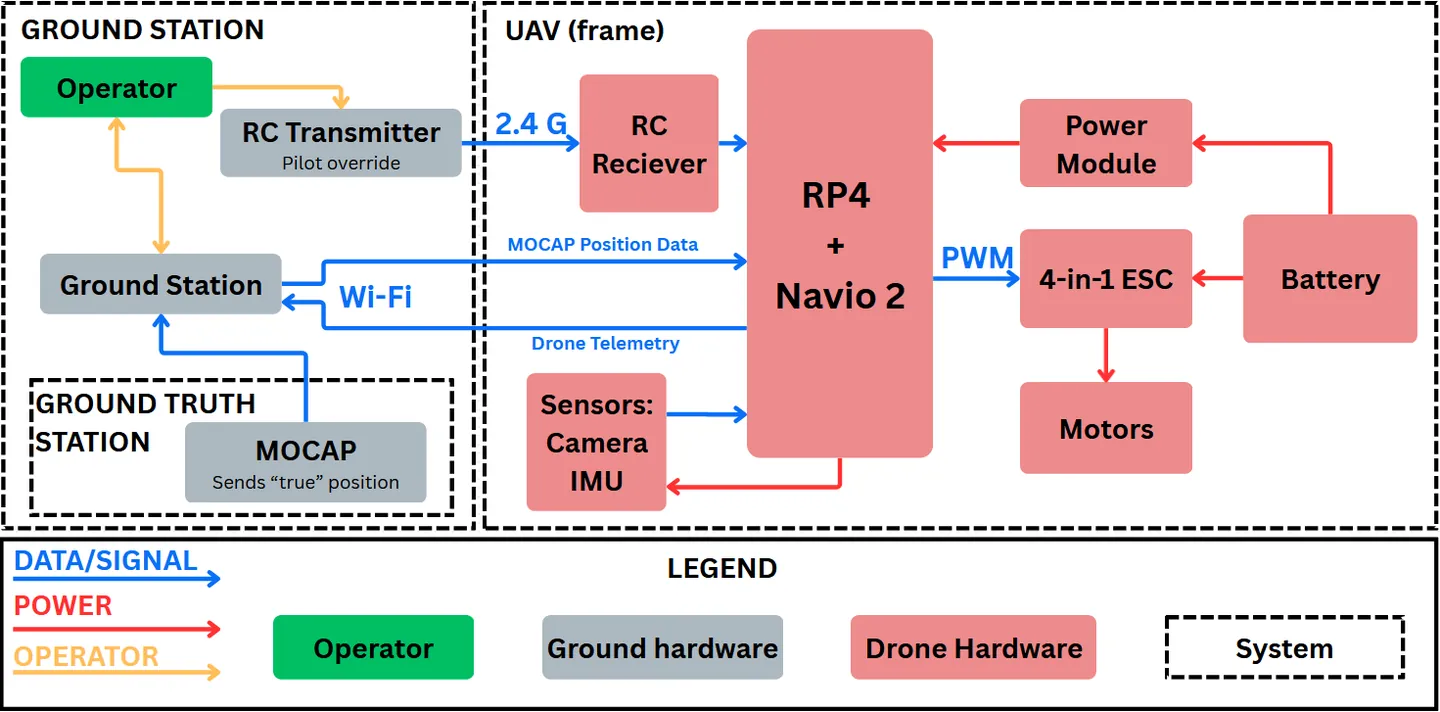 GROUND STATION
Operator
RC Transmitter
Pilot override
Ground Station
Wi-Fi
GROUND TRUTH
STATION
MOCAP
Sends “true” position
UAV (frame)
2.4 G
RC
Reciever
MOCAP Position Data
Drone Telemetry
Sensors:
Camera
IMU
RP4
+
Navio 2
PWM
Power
Module
4-in-1 ESC
Battery
Motors
LEGEND
DATA/SIGNAL
POWER
OPERATOR
Operator
Ground hardware
Drone Hardware
System